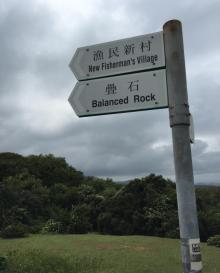 漁民新村
New Fisherman's Village
疊石
Balanced Rock